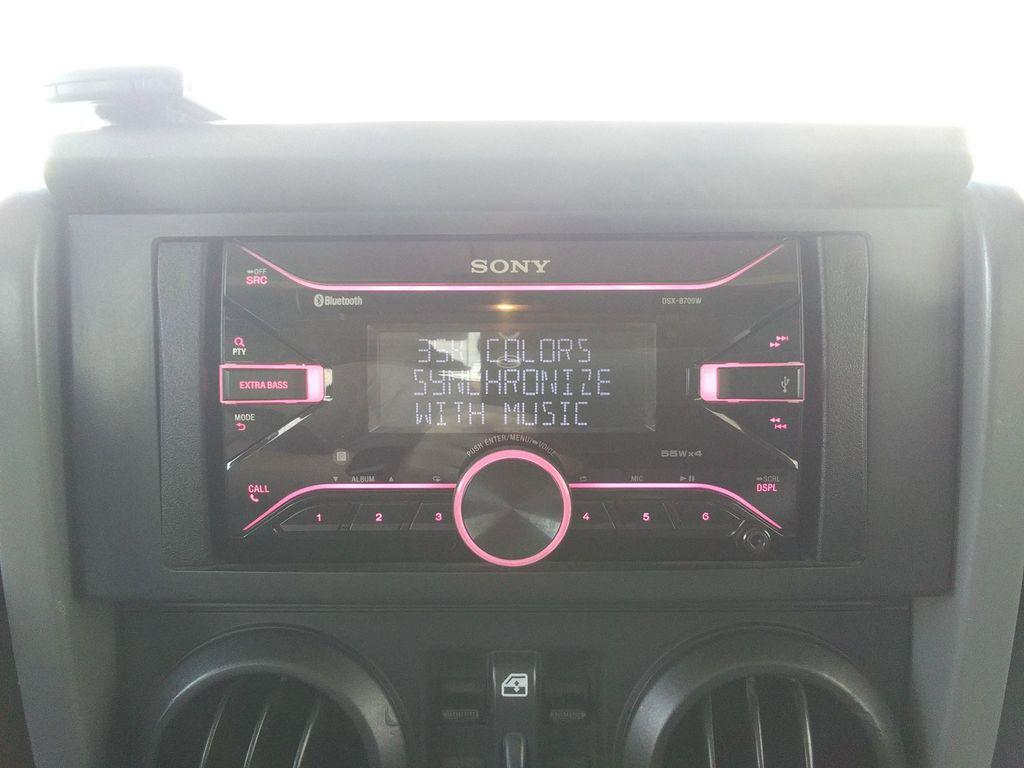 SONY
OFF
SRC
Bluetooth
DSX-B700W
PTY
35K COLORS
SYNCHRONIZE
WITH MUSIC
EXTRA BASS
MODE
PUSH ENTER/MENU/ VOICE
55Wx4
CALL
ALBUM
MIC
SCRL
DSPL
1 2 3 4 5 6